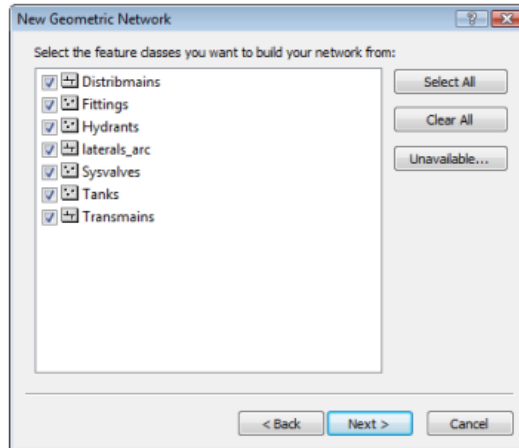 New Geometric Network
?
Select the feature classes you want to build your network from:
Distribmains
Fittings
Hydrants
laterals_arc
Sysvalves
Tanks
Transmains
Select All
Clear All
Unavailable...
< Back
Next >
Cancel